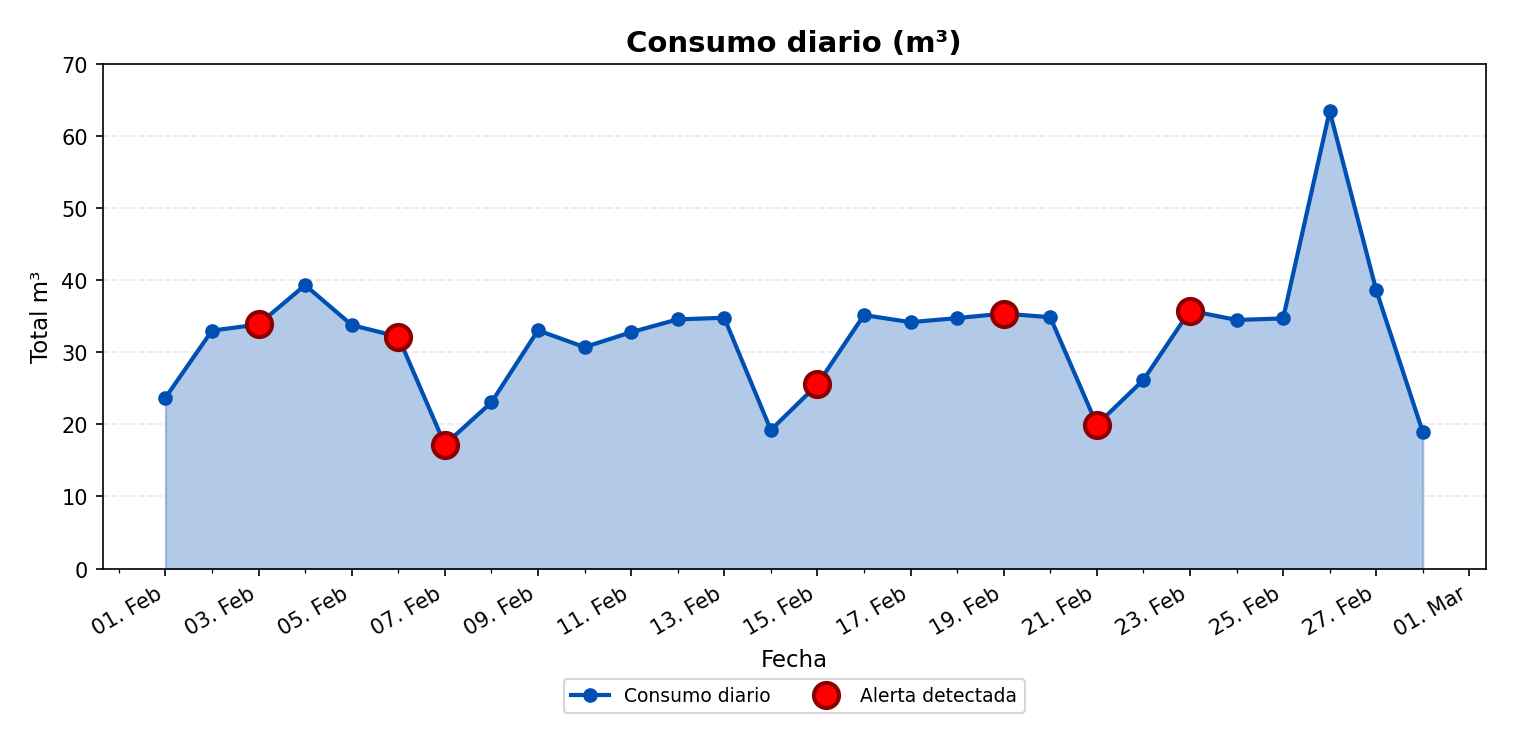 Consumo diario (m³)
Total m³
70
60
50
40
30
20
10
0
01. Feb
03. Feb
05. Feb
07. Feb
09. Feb
11. Feb
13. Feb
15. Feb
17. Feb
19. Feb
21. Feb
23. Feb
25. Feb
27. Feb
01. Mar
Fecha
Consumo diario
Alerta detectada